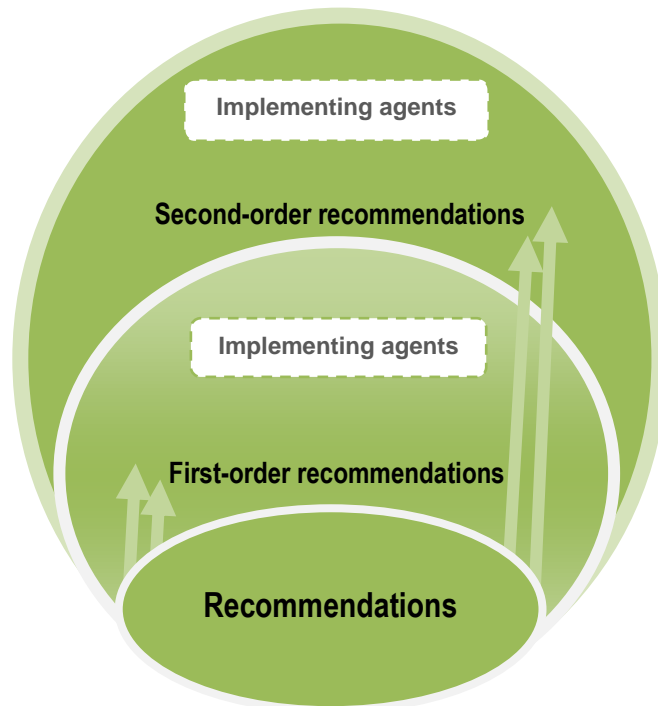 Implementing agents
Second-order recommendations
Implementing agents
First-order recommendations
Recommendations